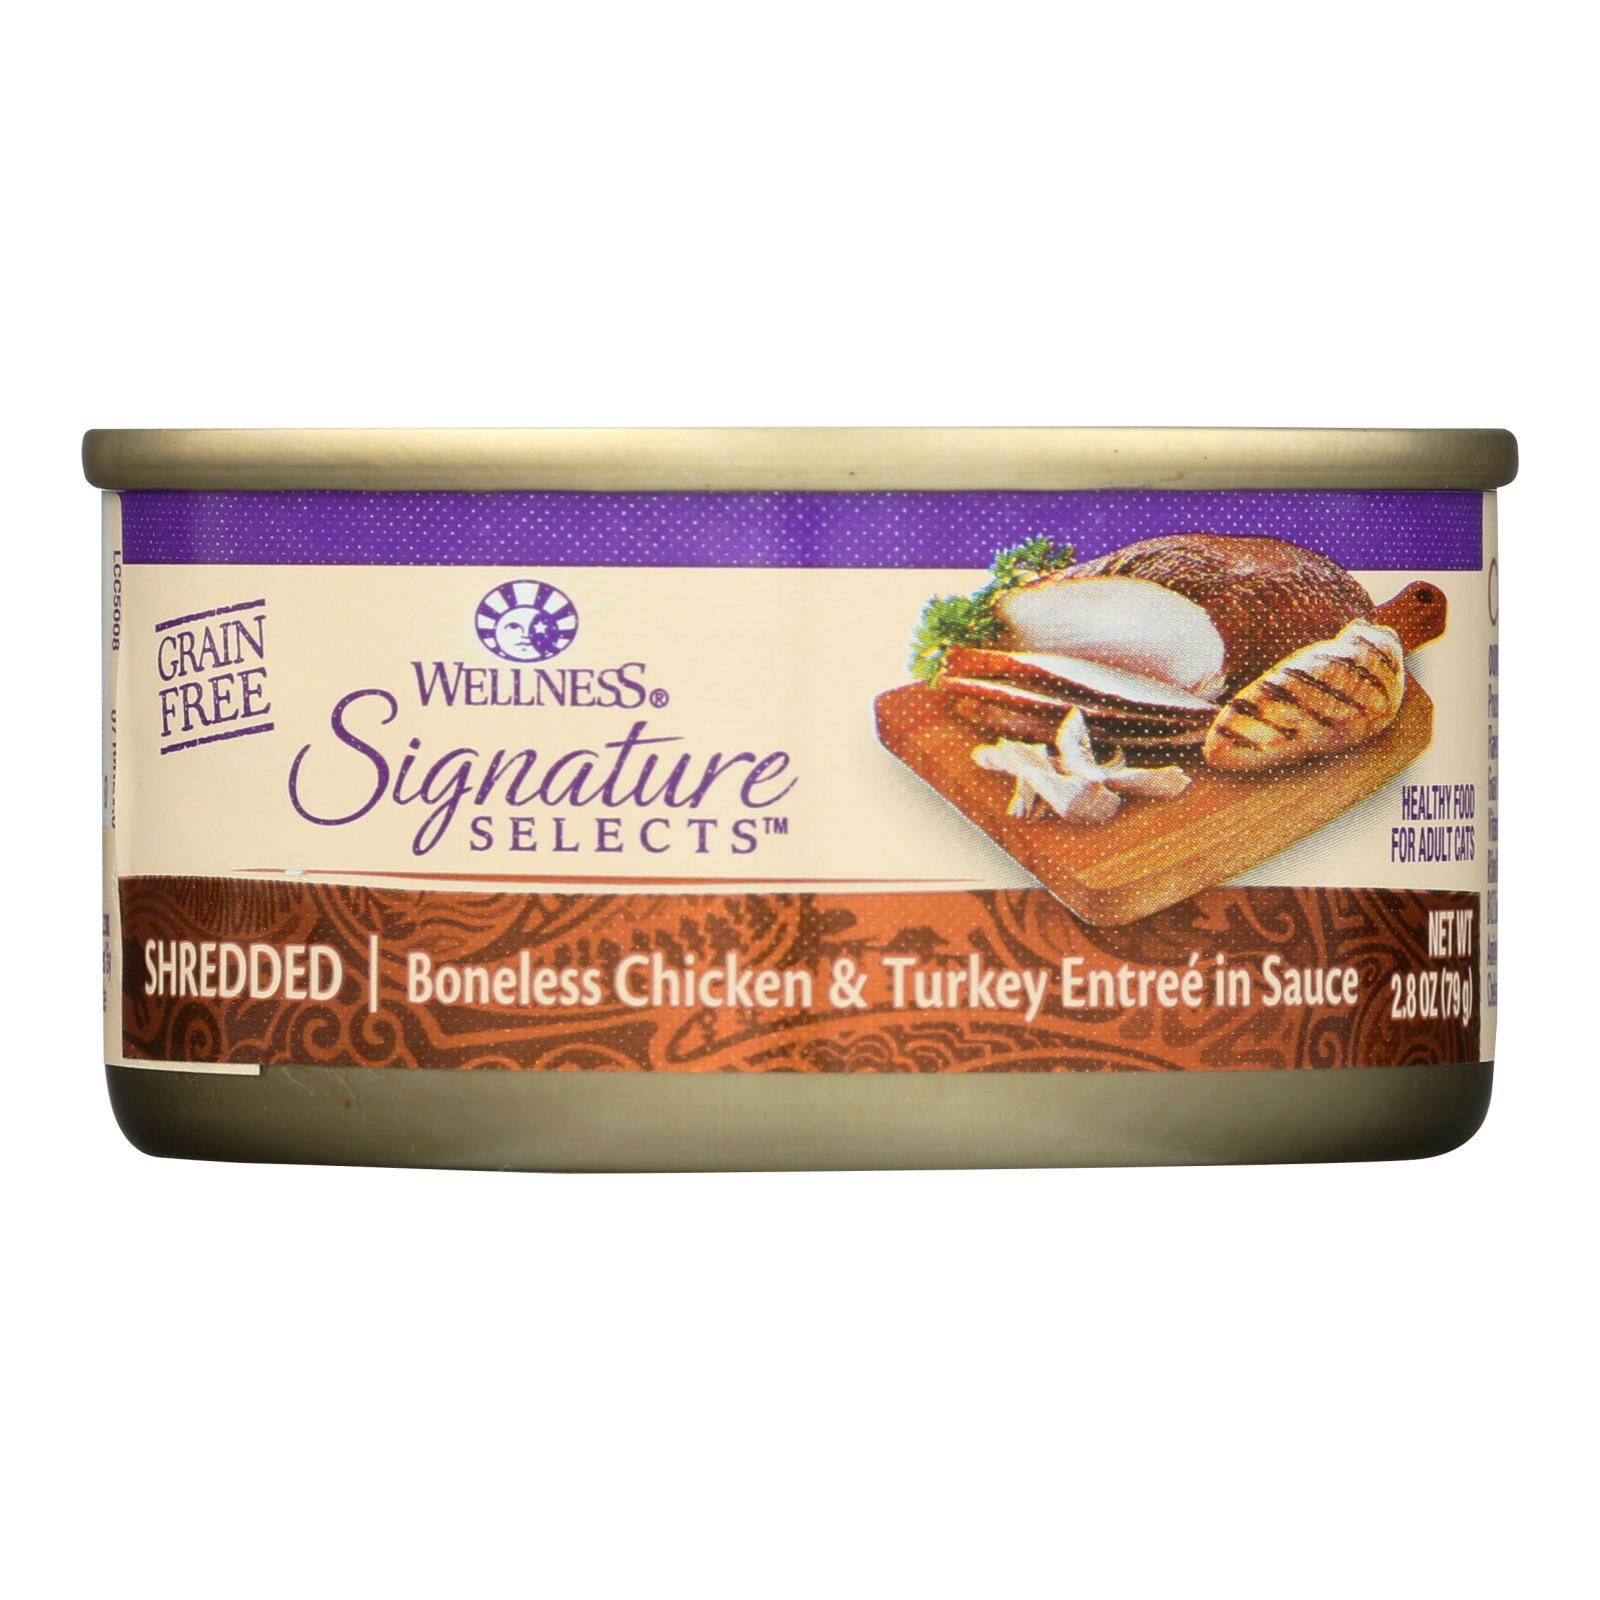 GRAIN
FREE
WELLNESS®
Signature
SELECTS™
HEALTHY FOOD
FOR ADULT CATS
SHREDDED | Boneless Chicken & Turkey Entreé in Sauce
NET WT
2.8 OZ (79 g)
LCC5008